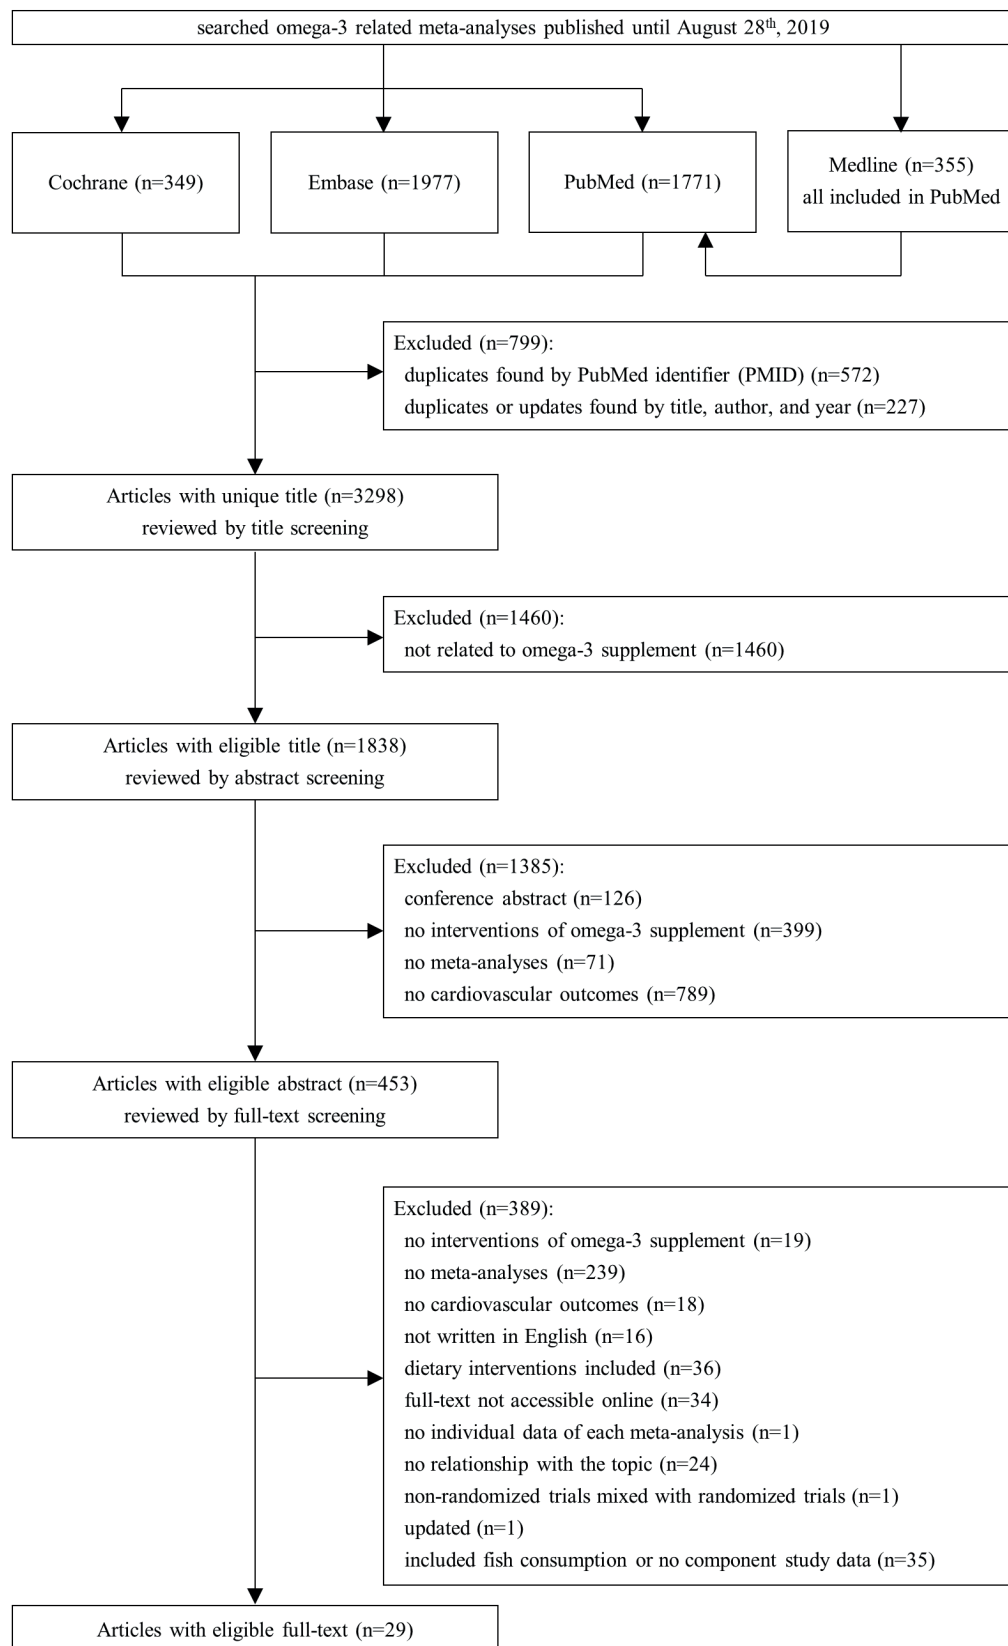 searched omega-3 related meta-analyses published until August 28th, 2019
Cochrane (n=349)
Embase (n=1977)
PubMed (n=1771)
Medline (n=355)
all included in PubMed
Excluded (n=799):
duplicates found by PubMed identifier (PMID) (n=572)
duplicates or updates found by title, author, and year (n=227)
Articles with unique title (n=3298)
reviewed by title screening
Excluded (n=1460):
not related to omega-3 supplement (n=1460)
Articles with eligible title (n=1838)
reviewed by abstract screening
Excluded (n=1385):
conference abstract (n=126)
no interventions of omega-3 supplement (n=399)
no meta-analyses (n=71)
no cardiovascular outcomes (n=789)
Articles with eligible abstract (n=453)
reviewed by full-text screening
Excluded (n=389):
no interventions of omega-3 supplement (n=19)
no meta-analyses (n=239)
no cardiovascular outcomes (n=18)
not written in English (n=16)
dietary interventions included (n=36)
full-text not accessible online (n=34)
no individual data of each meta-analysis (n=1)
no relationship with the topic (n=24)
non-randomized trials mixed with randomized trials (n=1)
updated (n=1)
included fish consumption or no component study data (n=35)
Articles with eligible full-text (n=29)